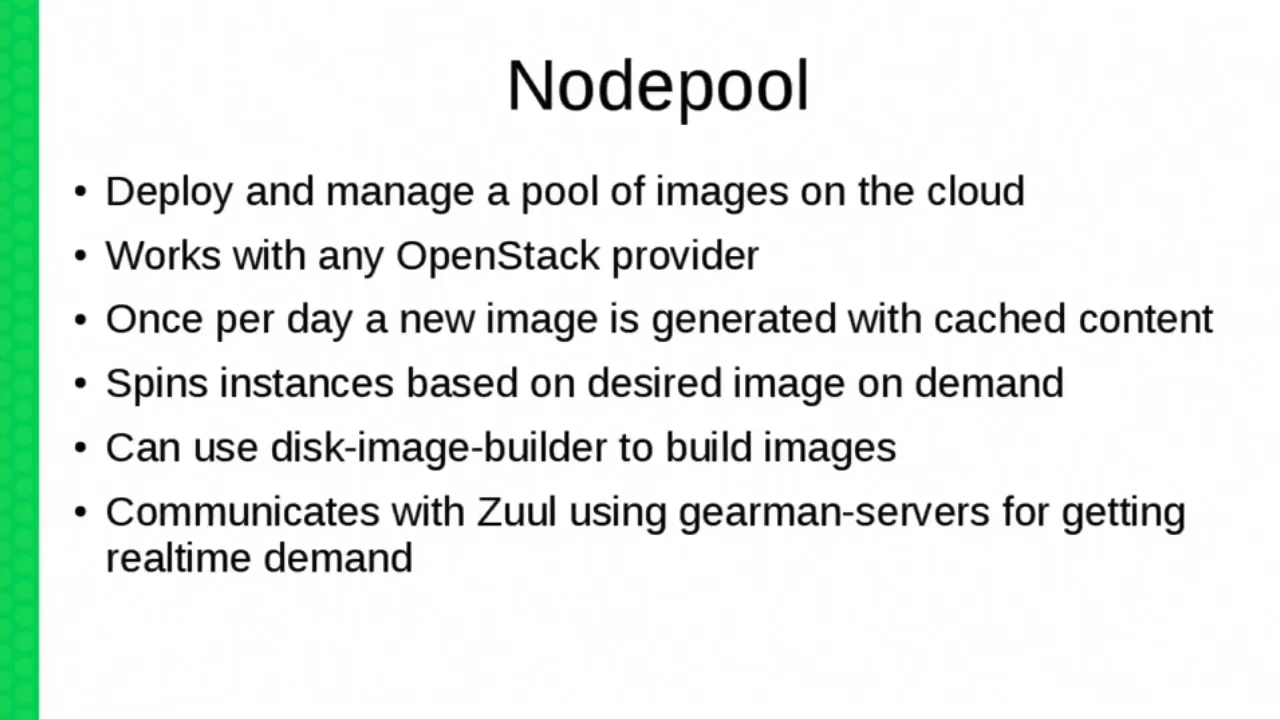 Nodepool
• Deploy and manage a pool of images on the cloud
• Works with any OpenStack provider
• Once per day a new image is generated with cached content
• Spins instances based on desired image on demand
• Can use disk-image-builder to build images
• Communicates with Zuul using gearman-servers for getting
realtime demand